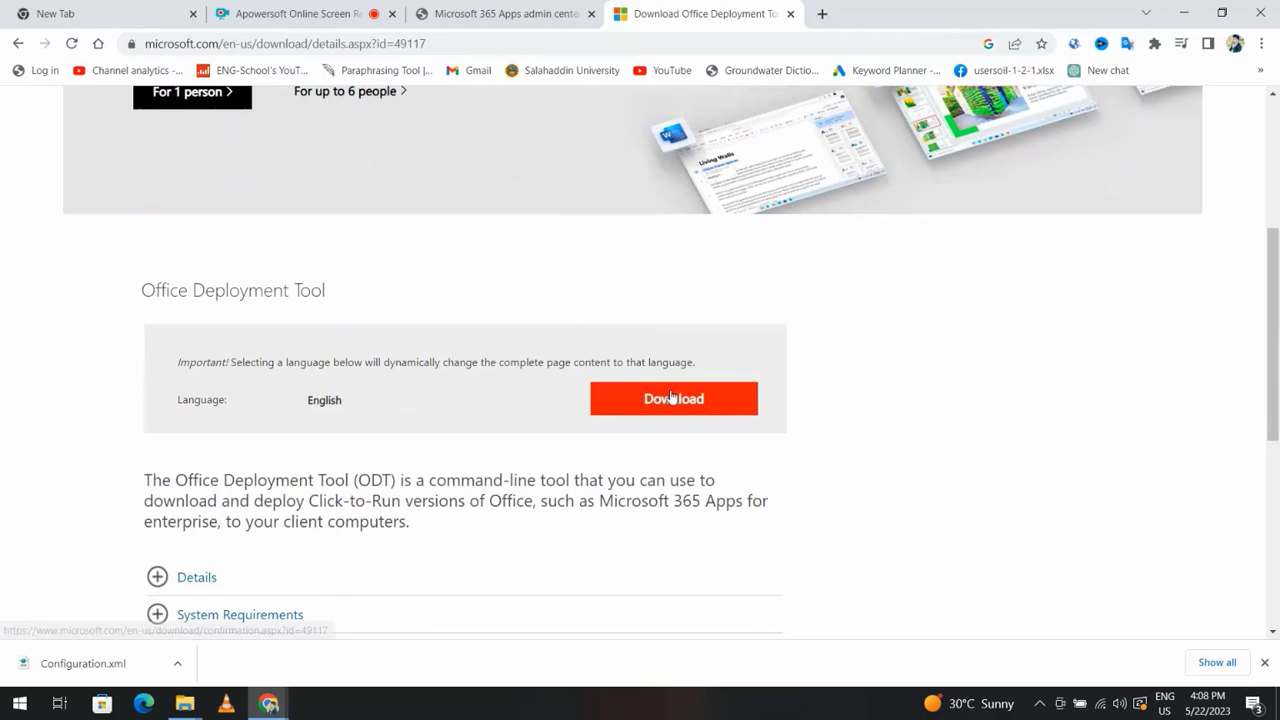 New Tab
Apowersoft Online Screen Re
Microsoft 365 Apps admin cente
Download Office Deployment To
microsoft.com/en-us/download/details.aspx?id=49117
Log in
Channel analytics -...
ENG-School's YouT...
Paraphrasing Tool |...
Gmail
Salahaddin University
YouTube
Groundwater Dictio...
Keyword Planner -...
usersoil-1-2-1.xlsx
New chat
»
For 1 person >
For up to 6 people >
Living Walls
Office Deployment Tool
Important! Selecting a language below will dynamically change the complete page content to that language.
Language:
English
Download
The Office Deployment Tool (ODT) is a command-line tool that you can use to
download and deploy Click-to-Run versions of Office, such as Microsoft 365 Apps for
enterprise, to your client computers.
Details
System Requirements
https://www.microsoft.com/en-us/download/confirmation.aspx?id=49117
Configuration.xml
Show all
30°C Sunny
ENG
US
4:08 PM
5/22/2023
3